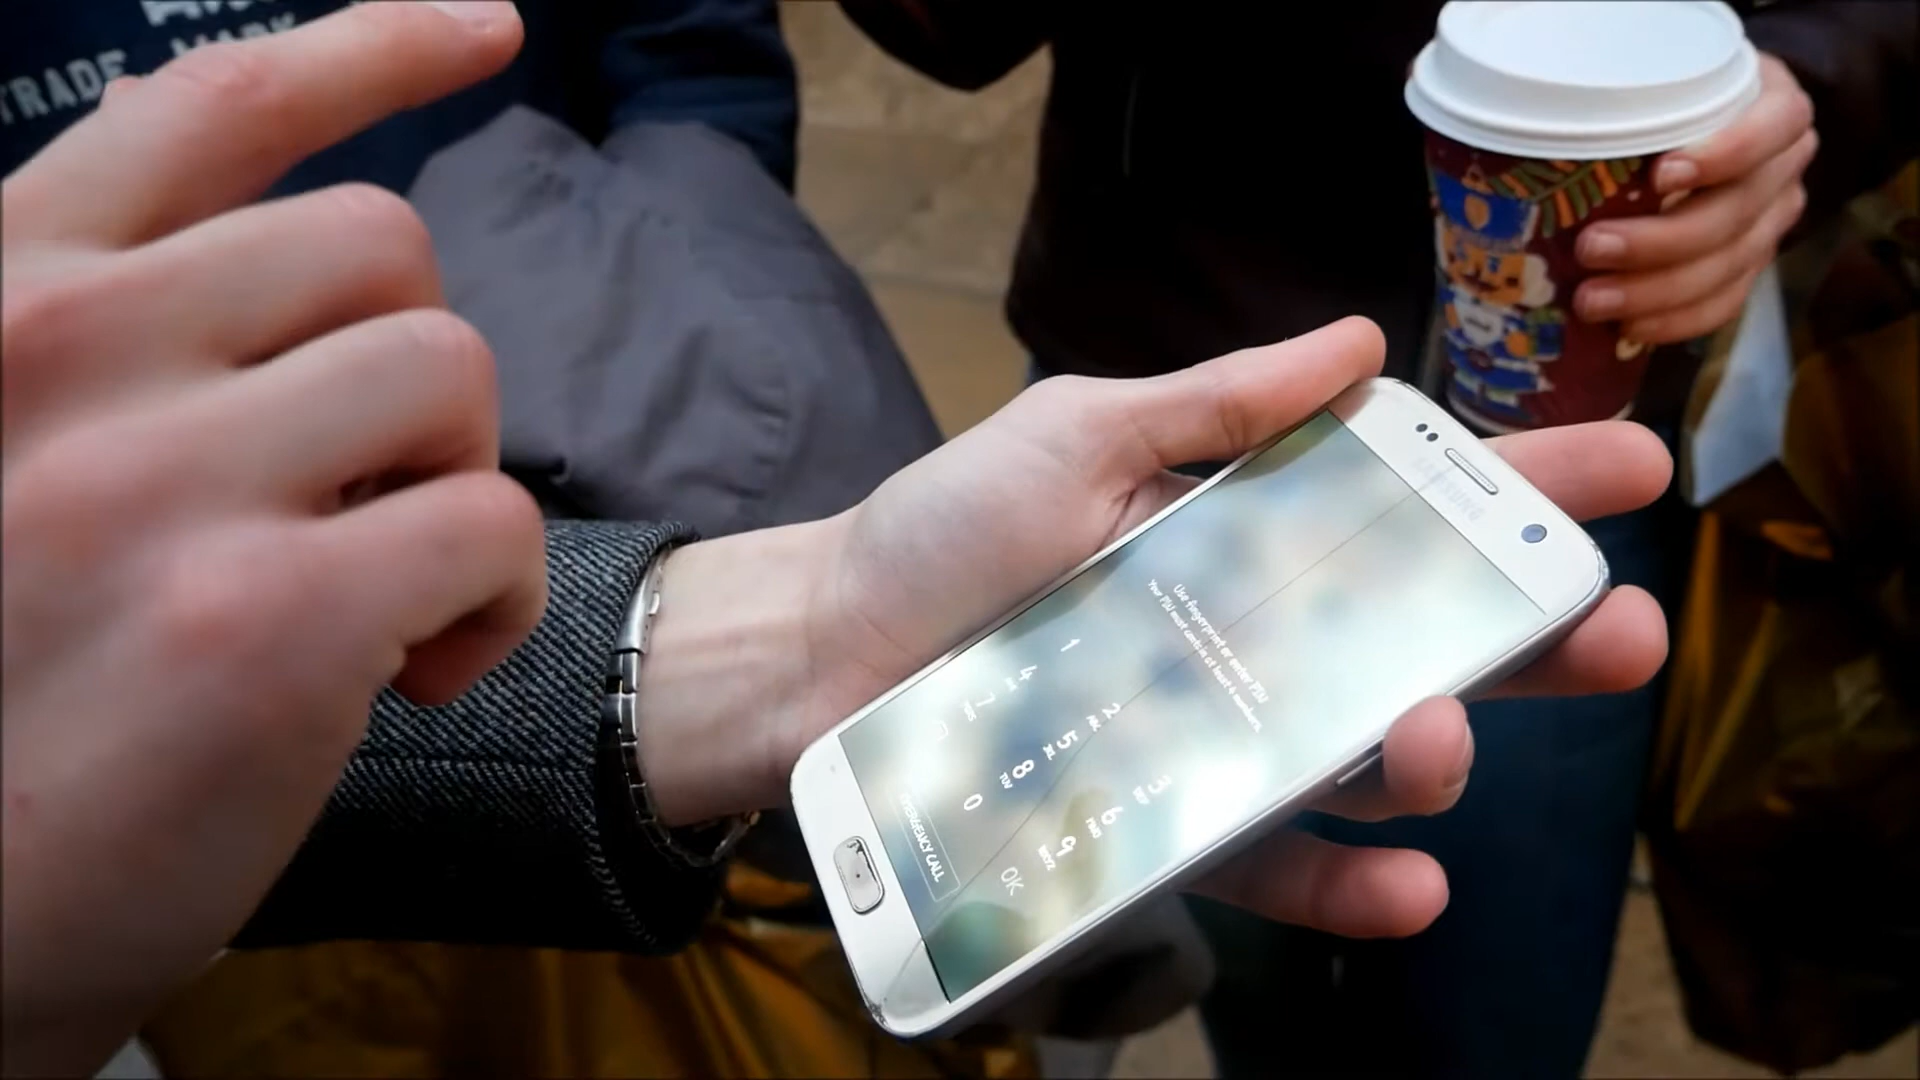 TRADE MARK
SAMSUNG
Use fingerprint or enter PIN
Your PIN must contain at least 4 numbers.
1
2 ABC
3 DEF
4 GHI
5 JKL
6 MNO
7 PQRS
8 TUV
9 WXYZ
0
OK
EMERGENCY CALL